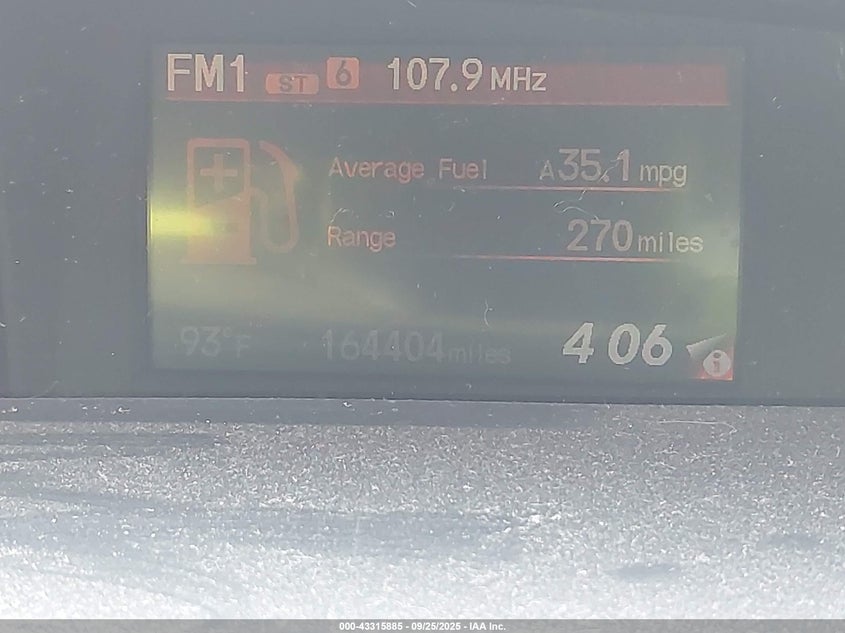 FM1 ST 6 107.9 MHz
Average Fuel A35.1 mpg
Range 270 miles
93°F 164404 miles 4 06 i
000-43315885 - 09/25/2025 - IAA Inc.